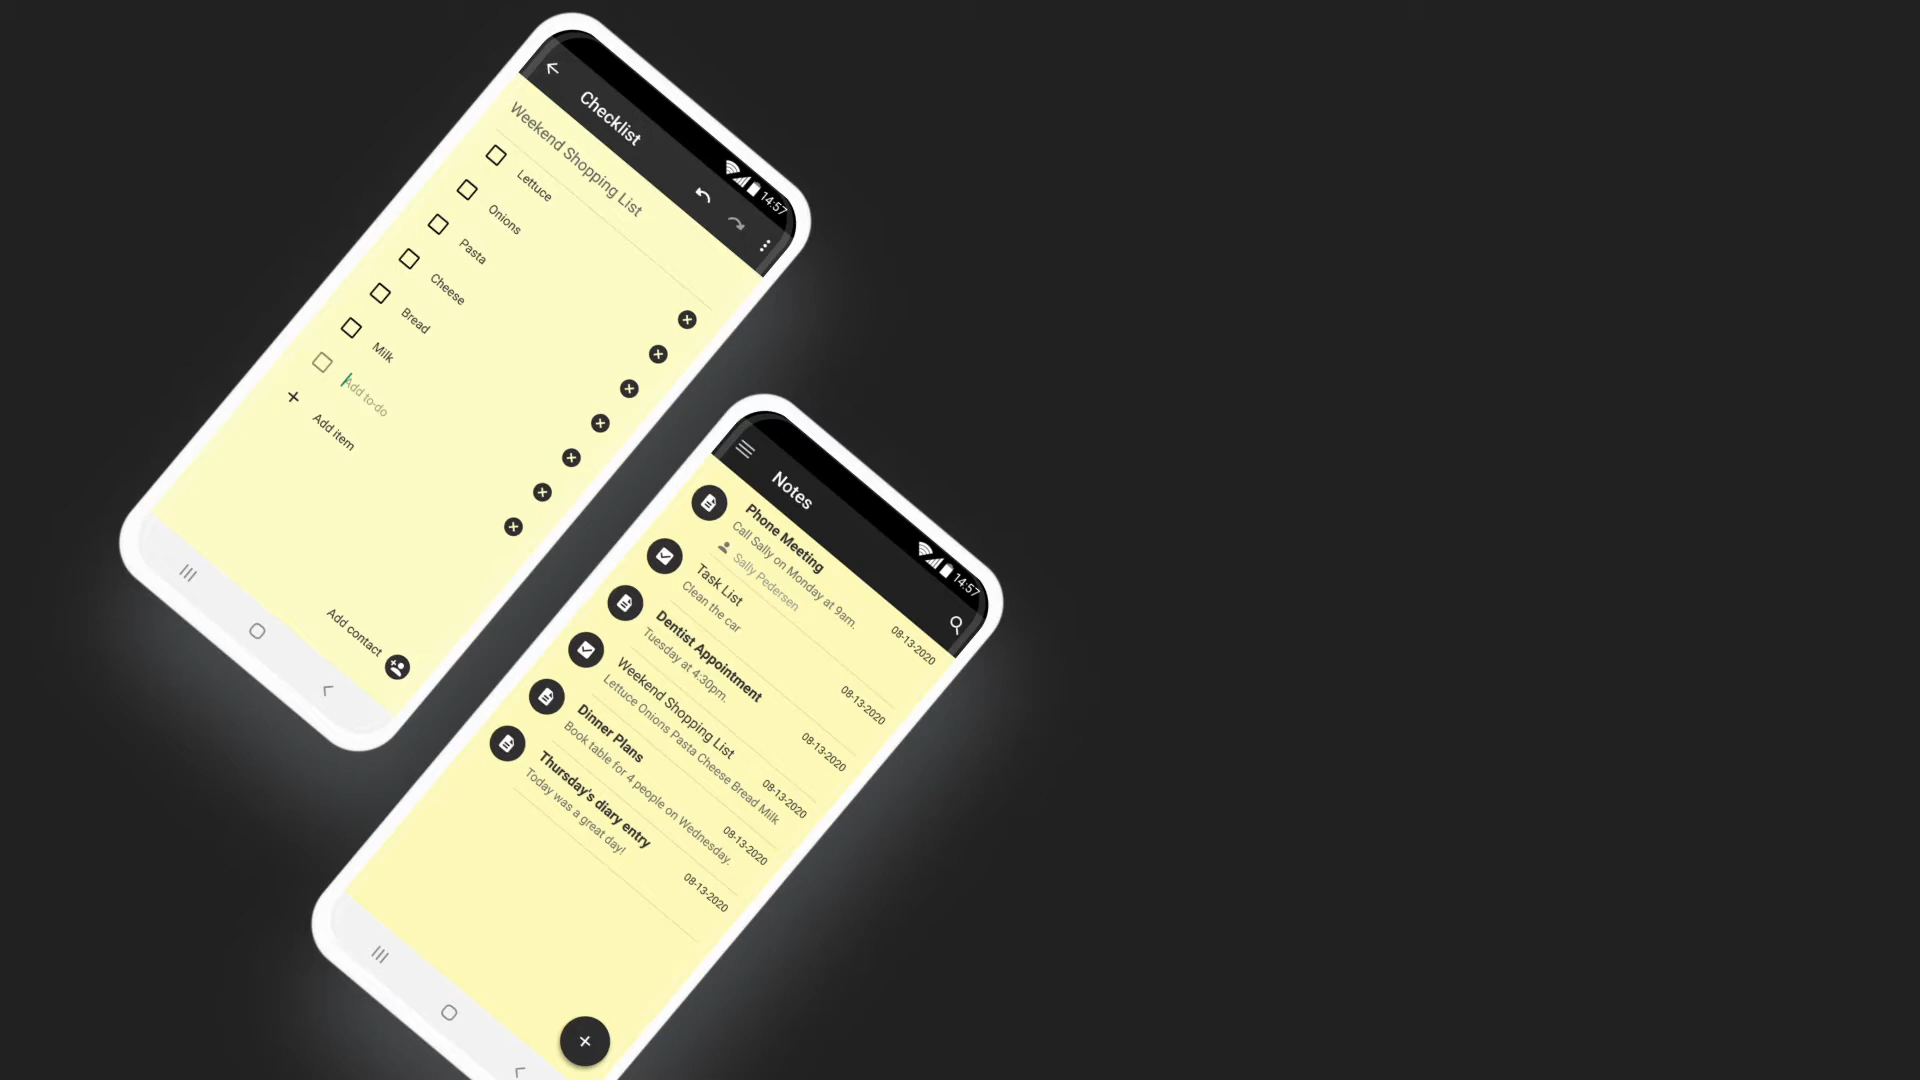 14:57
Checklist
Weekend Shopping List
Lettuce
Onions
Pasta
Cheese
Bread
Milk
Add to-do
Add item
Add contact
14:57
Notes
Phone Meeting
Call Sally on Monday at 9am.
Sally Pedersen
08-13-2020
Task List
Clean the car
08-13-2020
Dentist Appointment
Tuesday at 4:30pm.
08-13-2020
Weekend Shopping List
Lettuce Onions Pasta Cheese Bread Milk
08-13-2020
Dinner Plans
Book table for 4 people on Wednesday.
08-13-2020
Thursday's diary entry
Today was a great day!
08-13-2020